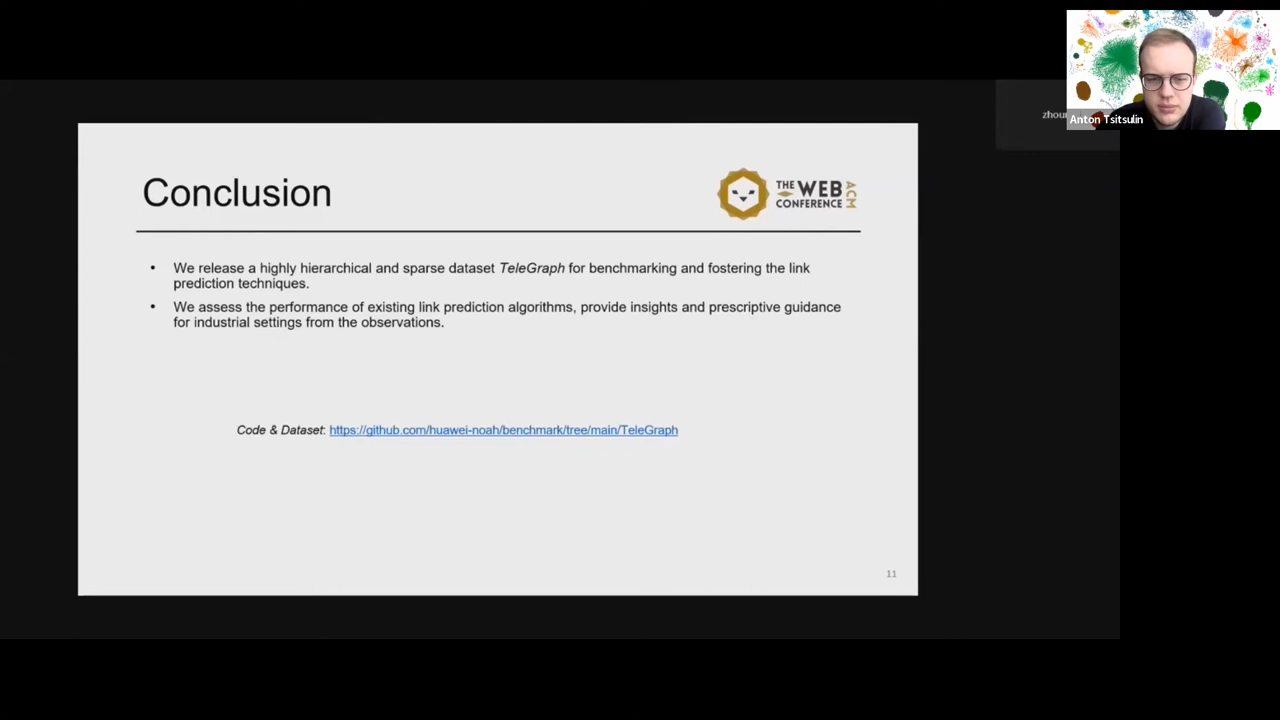 Anton Tsitsulin
Conclusion
THE WEB
CONFERENCE
ACM
• We release a highly hierarchical and sparse dataset TeleGraph for benchmarking and fostering the link
prediction techniques.
• We assess the performance of existing link prediction algorithms, provide insights and prescriptive guidance
for industrial settings from the observations.
Code & Dataset: https://github.com/huawei-noah/benchmark/tree/main/TeleGraph
11